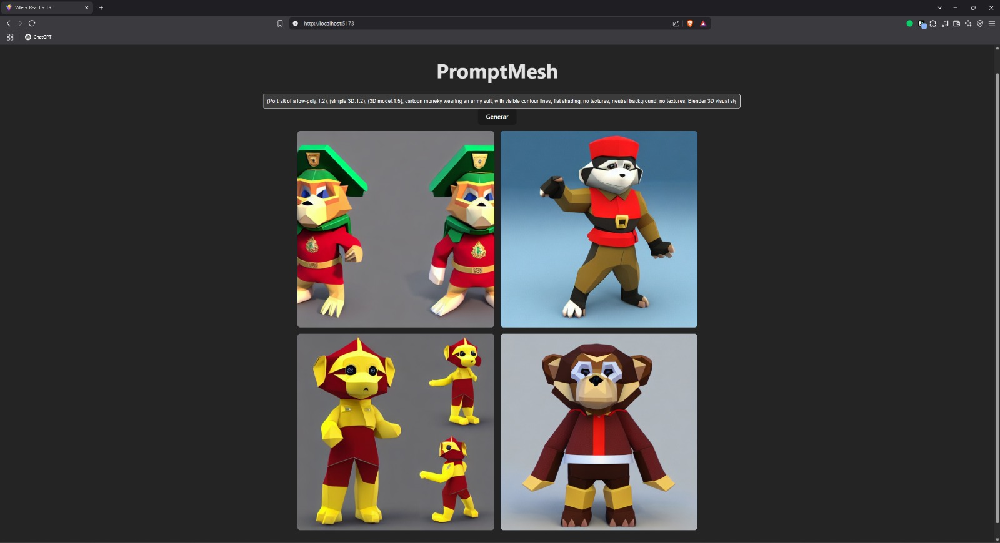 Vite + React + TS
http://localhost:5173
ChatGPT
PromptMesh
(Portrait of a low-poly:1.2), (simple 3D:1.2), (3D model:1.5), cartoon moneky wearing an army suit, with visible contour lines, flat shading, no textures, neutral background, no textures, Blender 3D visual sty
Generar